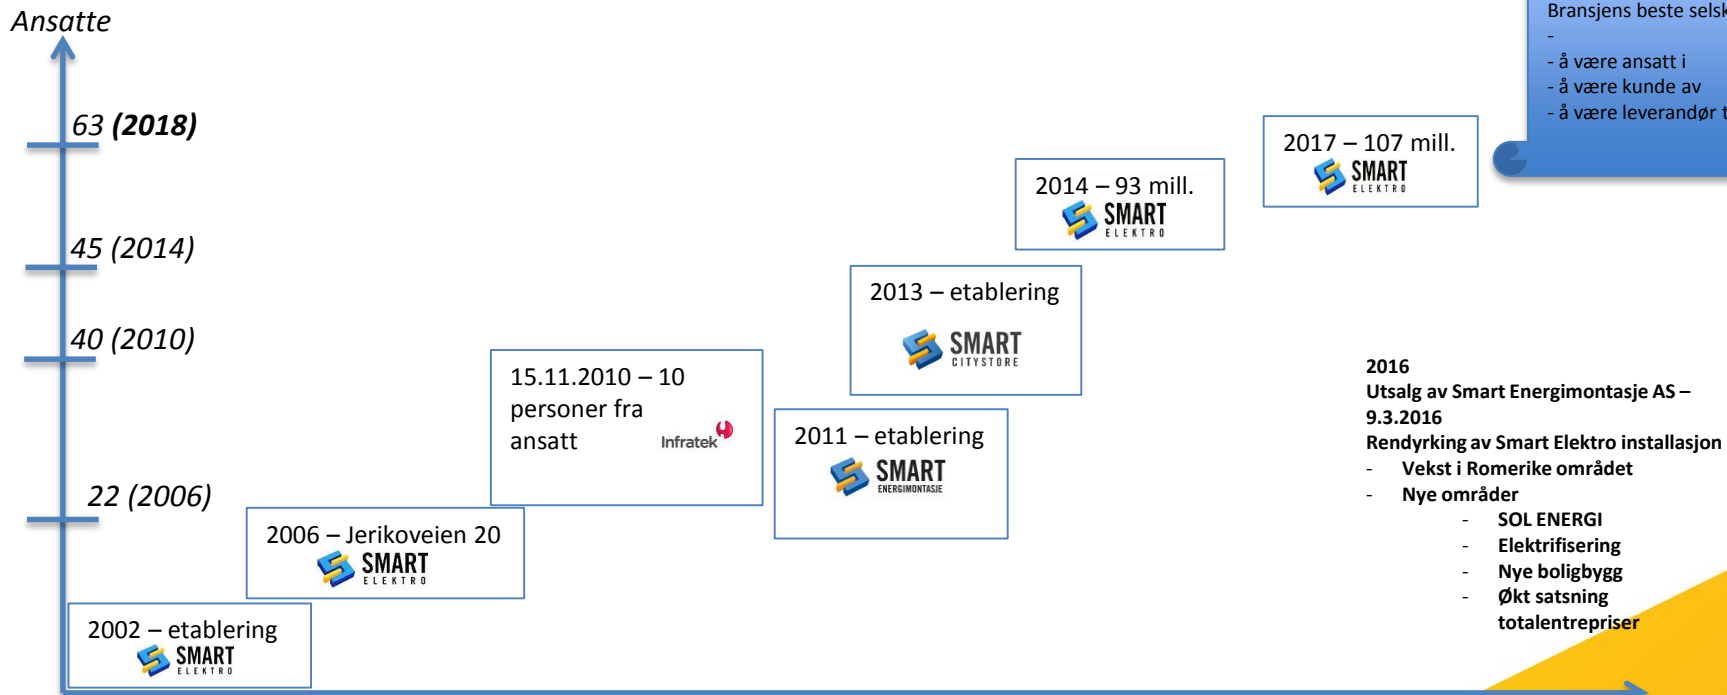 Ansatte
63 (2018)
45 (2014)
40 (2010)
22 (2006)
2002 – etablering
SMART
ELEKTRO
2006 – Jerikoveien 20
SMART
ELEKTRO
15.11.2010 – 10
personer fra
ansatt
Infratek
2011 – etablering
SMART
ENERGIMONTASJE
2013 – etablering
SMART
CITYSTORE
2014 – 93 mill.
SMART
ELEKTRO
2017 – 107 mill.
SMART
ELEKTRO
Bransjens beste
-
- å være ansatt i
- å være kunde av
- å være leverandør
2016
Utsalg av Smart Energimontasje AS –
9.3.2016
Rendyrking av Smart Elektro installasjon
- Vekst i Romerike området
- Nye områder
- SOL ENERGI
- Elektrifisering
- Nye boligbygg
- Økt satsning
totalentrepriser